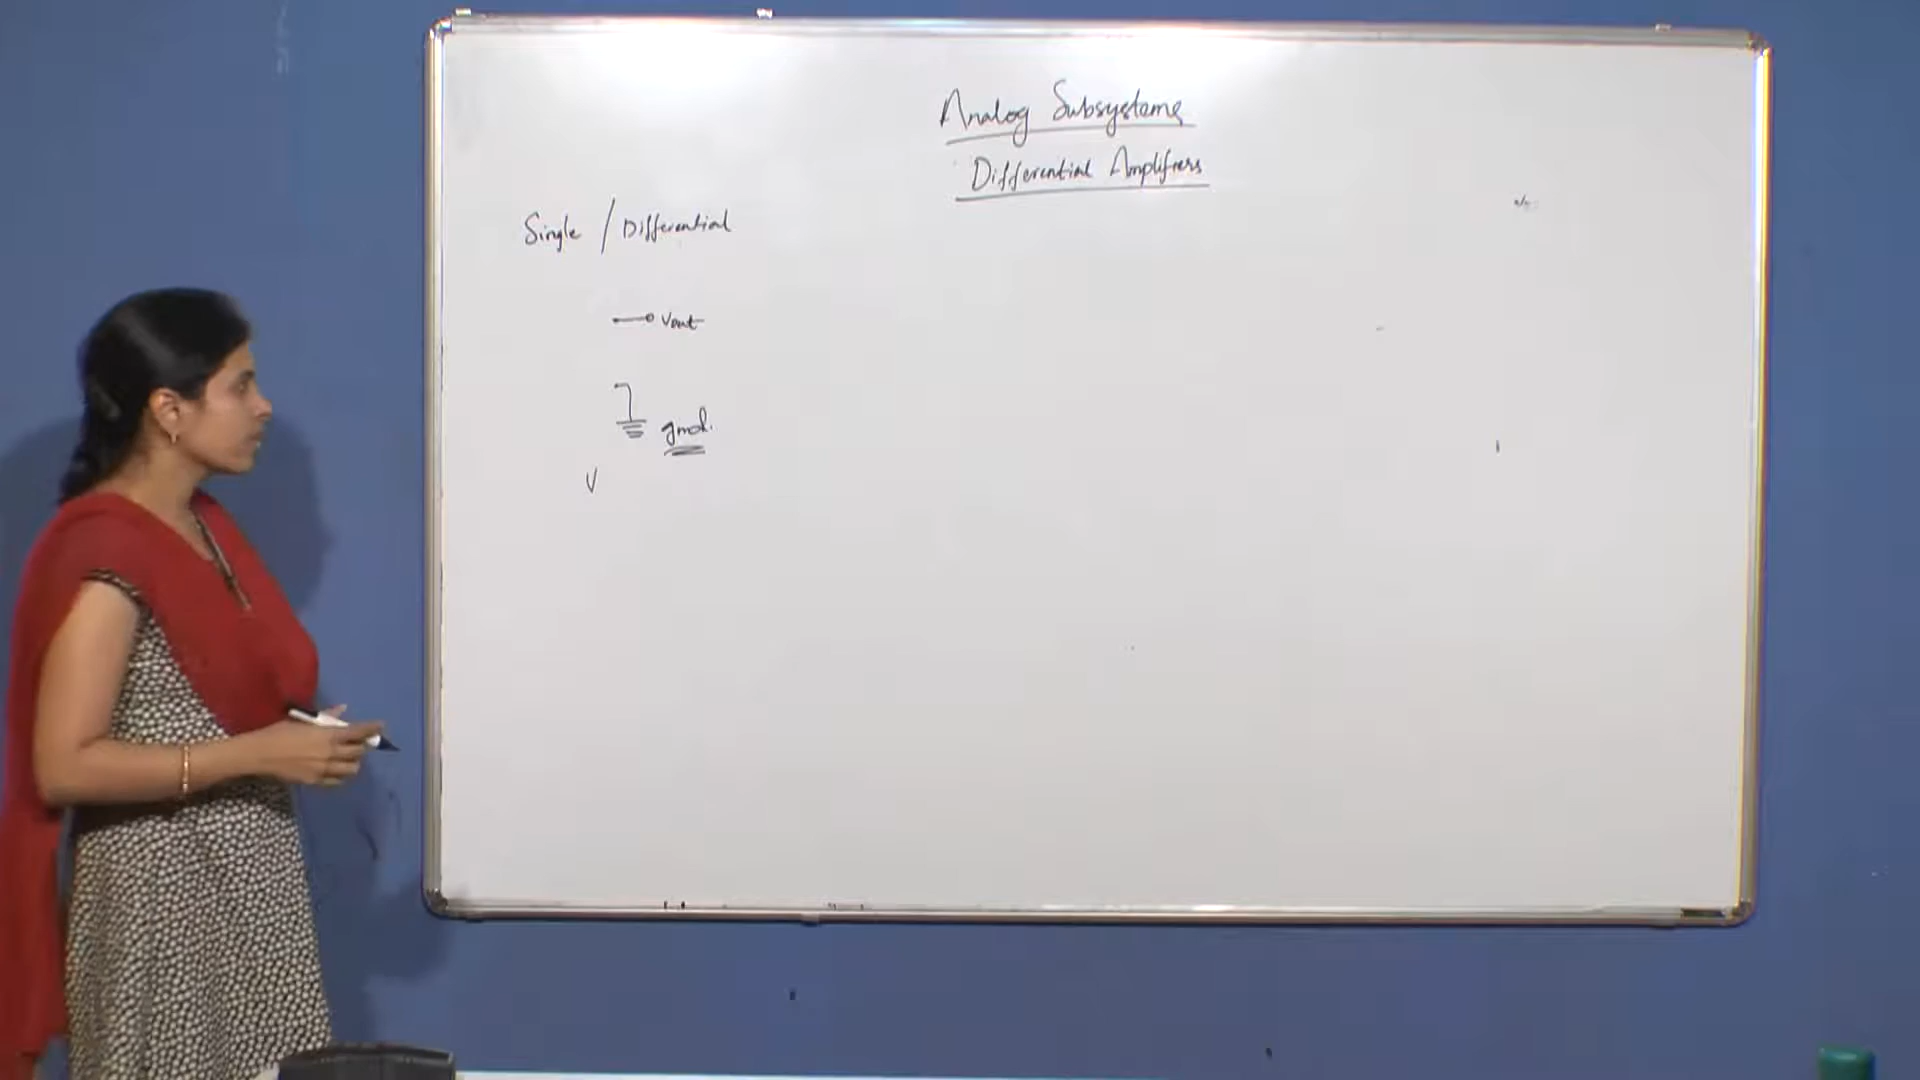 Analog Subsystems
Differential Amplifiers
Single / Differential
Vout
gnd.
V